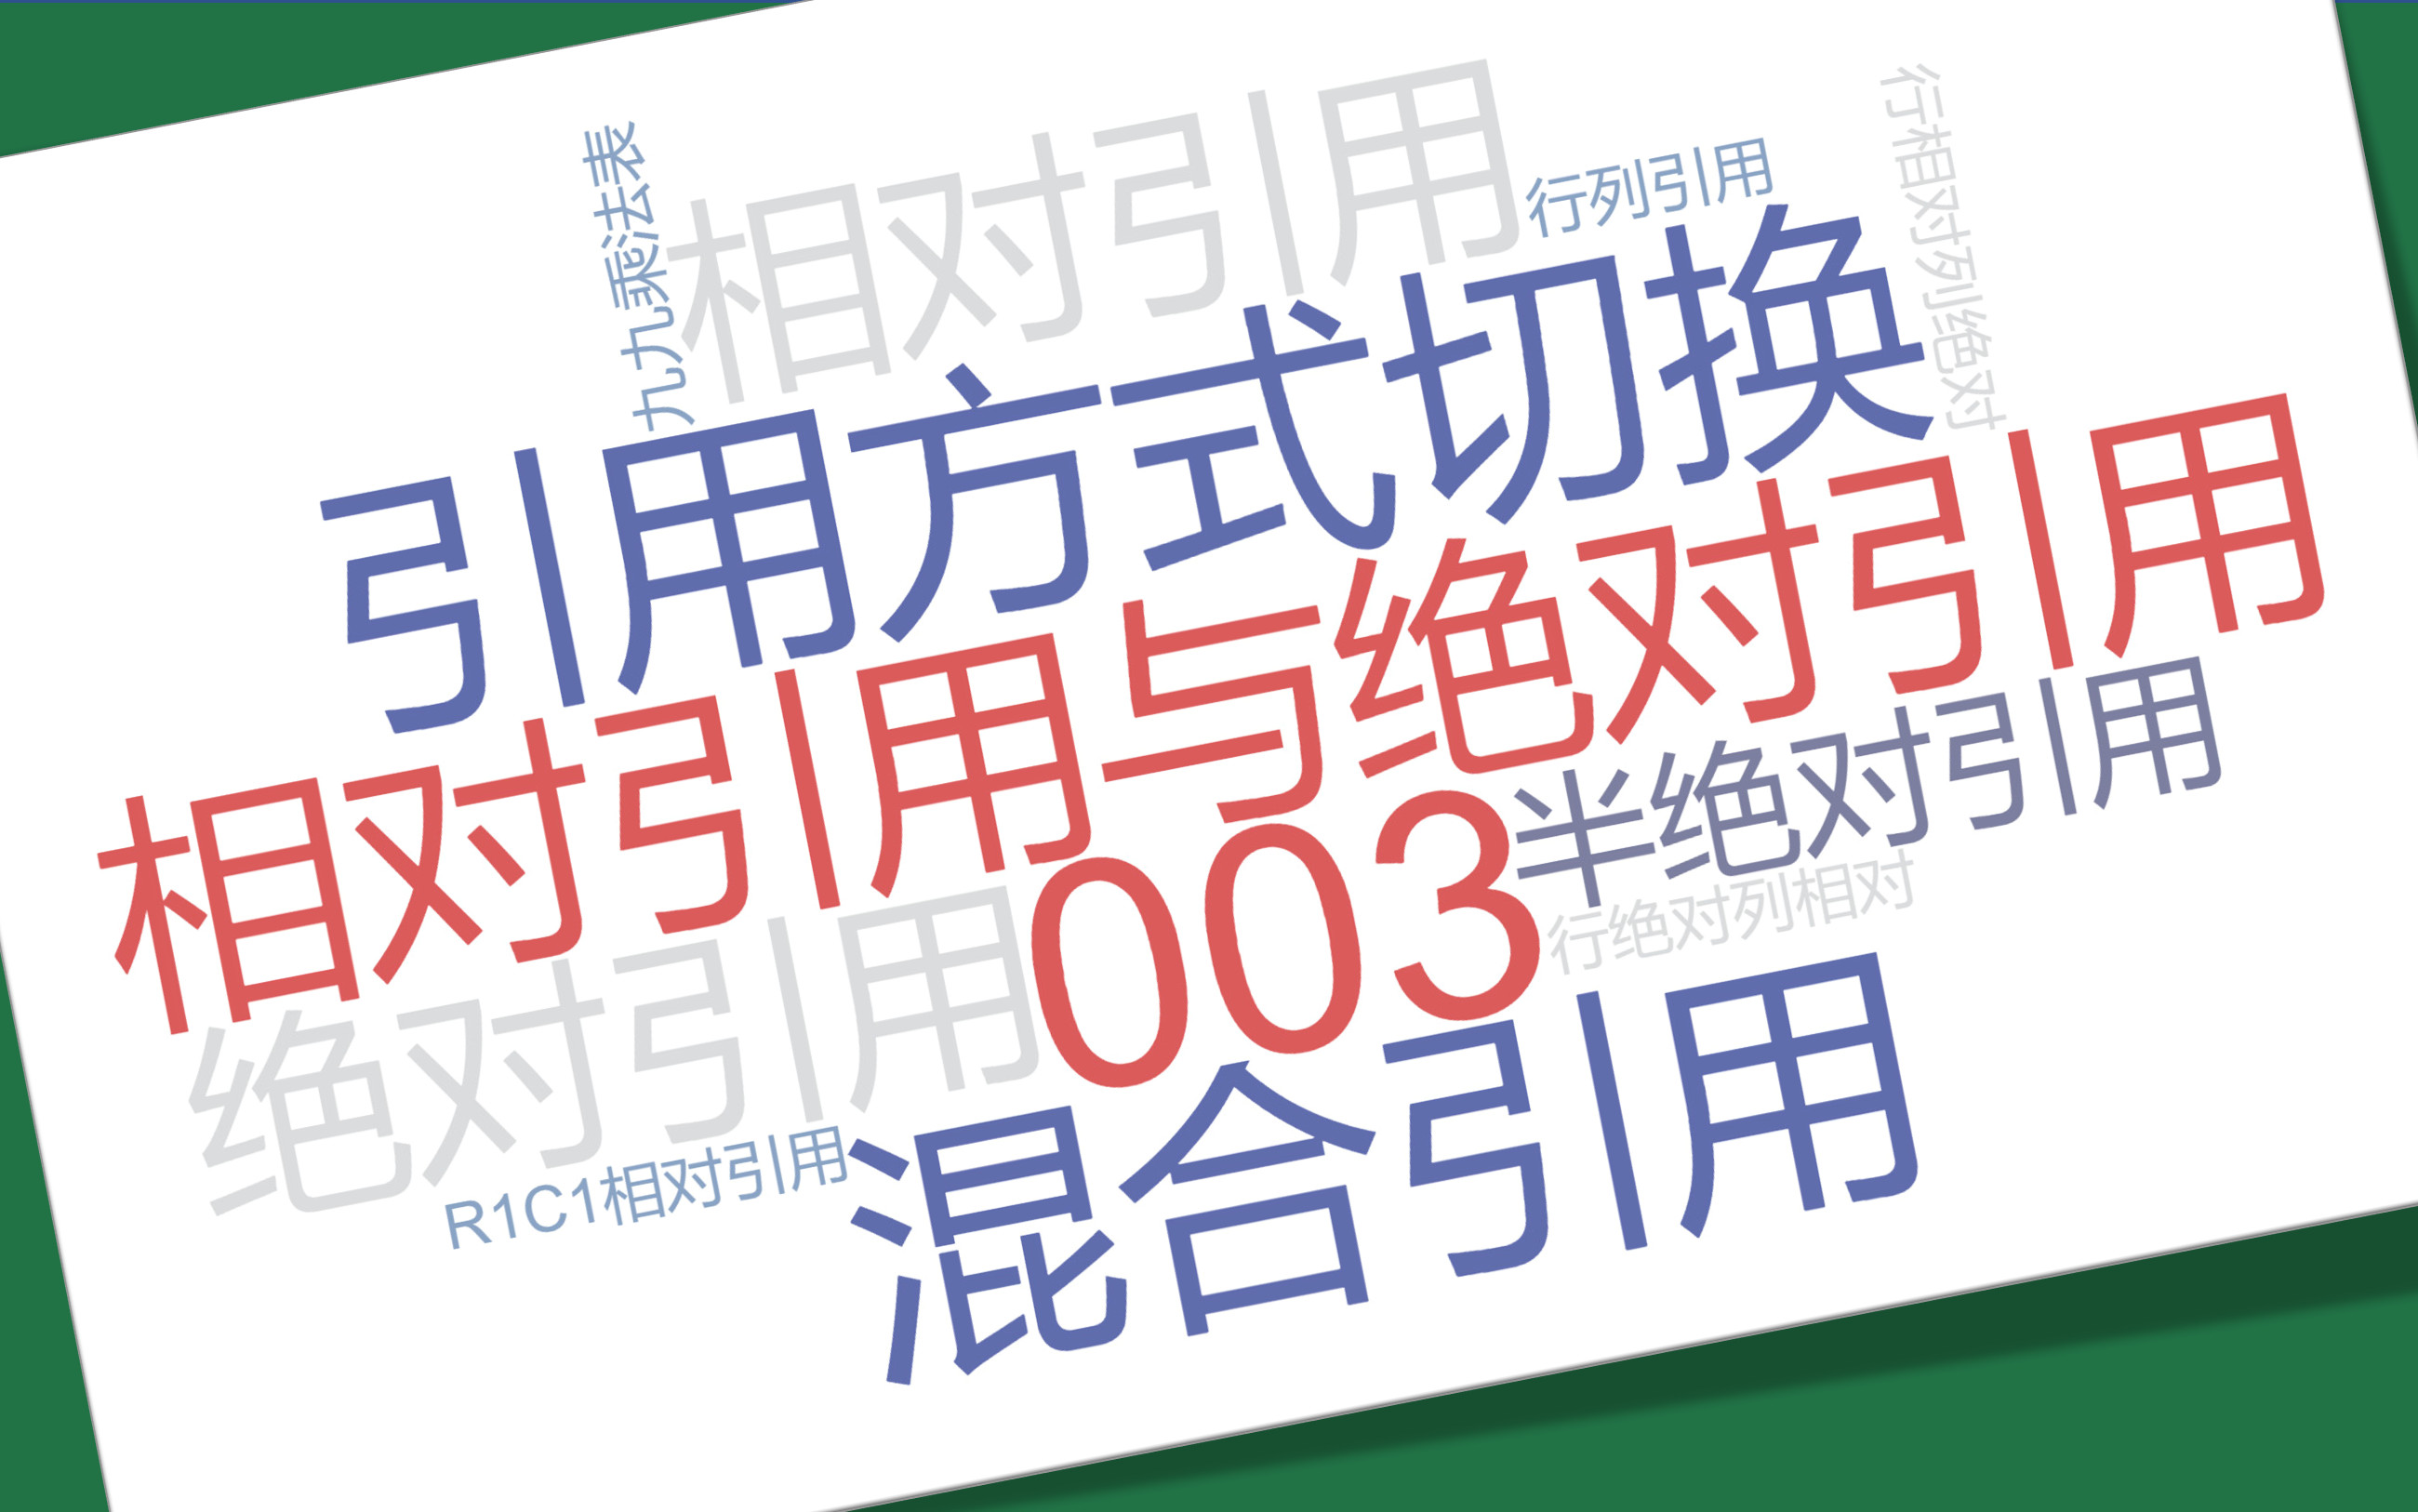 相对引用
行列引用
行相对列绝对
九九乘法表
引用方式切换
相对引用与绝对引用
半绝对引用
003
行绝对列相对
绝对引用
R1C1相对引用
混合引用